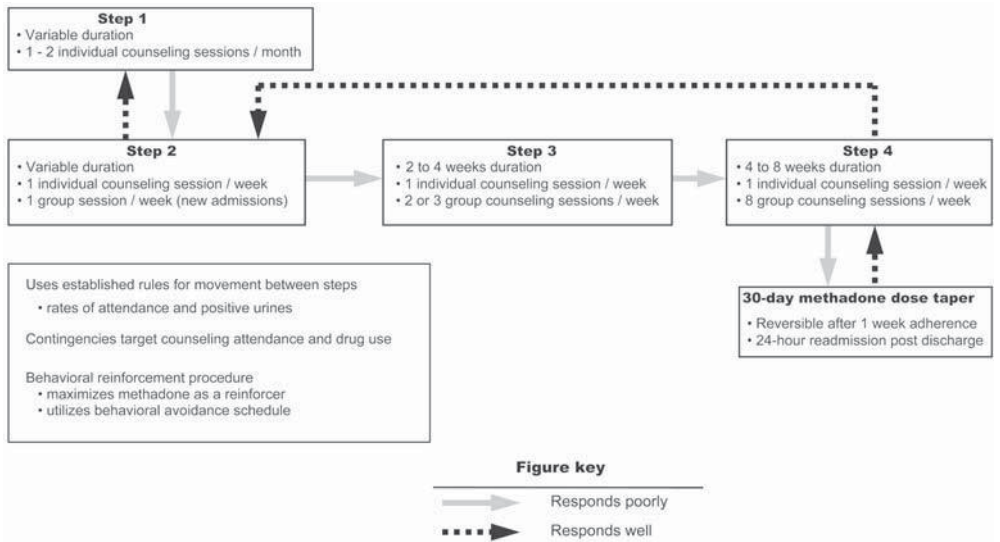 Step 1
• Variable duration
• 1 - 2 individual counseling sessions / month
Step 2
• Variable duration
• 1 individual counseling session / week
• 1 group session / week (new admissions)
Step 3
• 2 to 4 weeks duration
• 1 individual counseling session / week
• 2 or 3 group counseling sessions / week
Step 4
• 4 to 8 weeks duration
• 1 individual counseling session / week
• 8 group counseling sessions / week
30-day methadone dose taper
• Reversible after 1 week adherence
• 24-hour readmission post discharge
Uses established rules for movement between steps
• rates of attendance and positive urines
Contingencies target counseling attendance and drug use
Behavioral reinforcement procedure
• maximizes methadone as a reinforcer
• utilizes behavioral avoidance schedule
Figure key
Responds poorly
Responds well